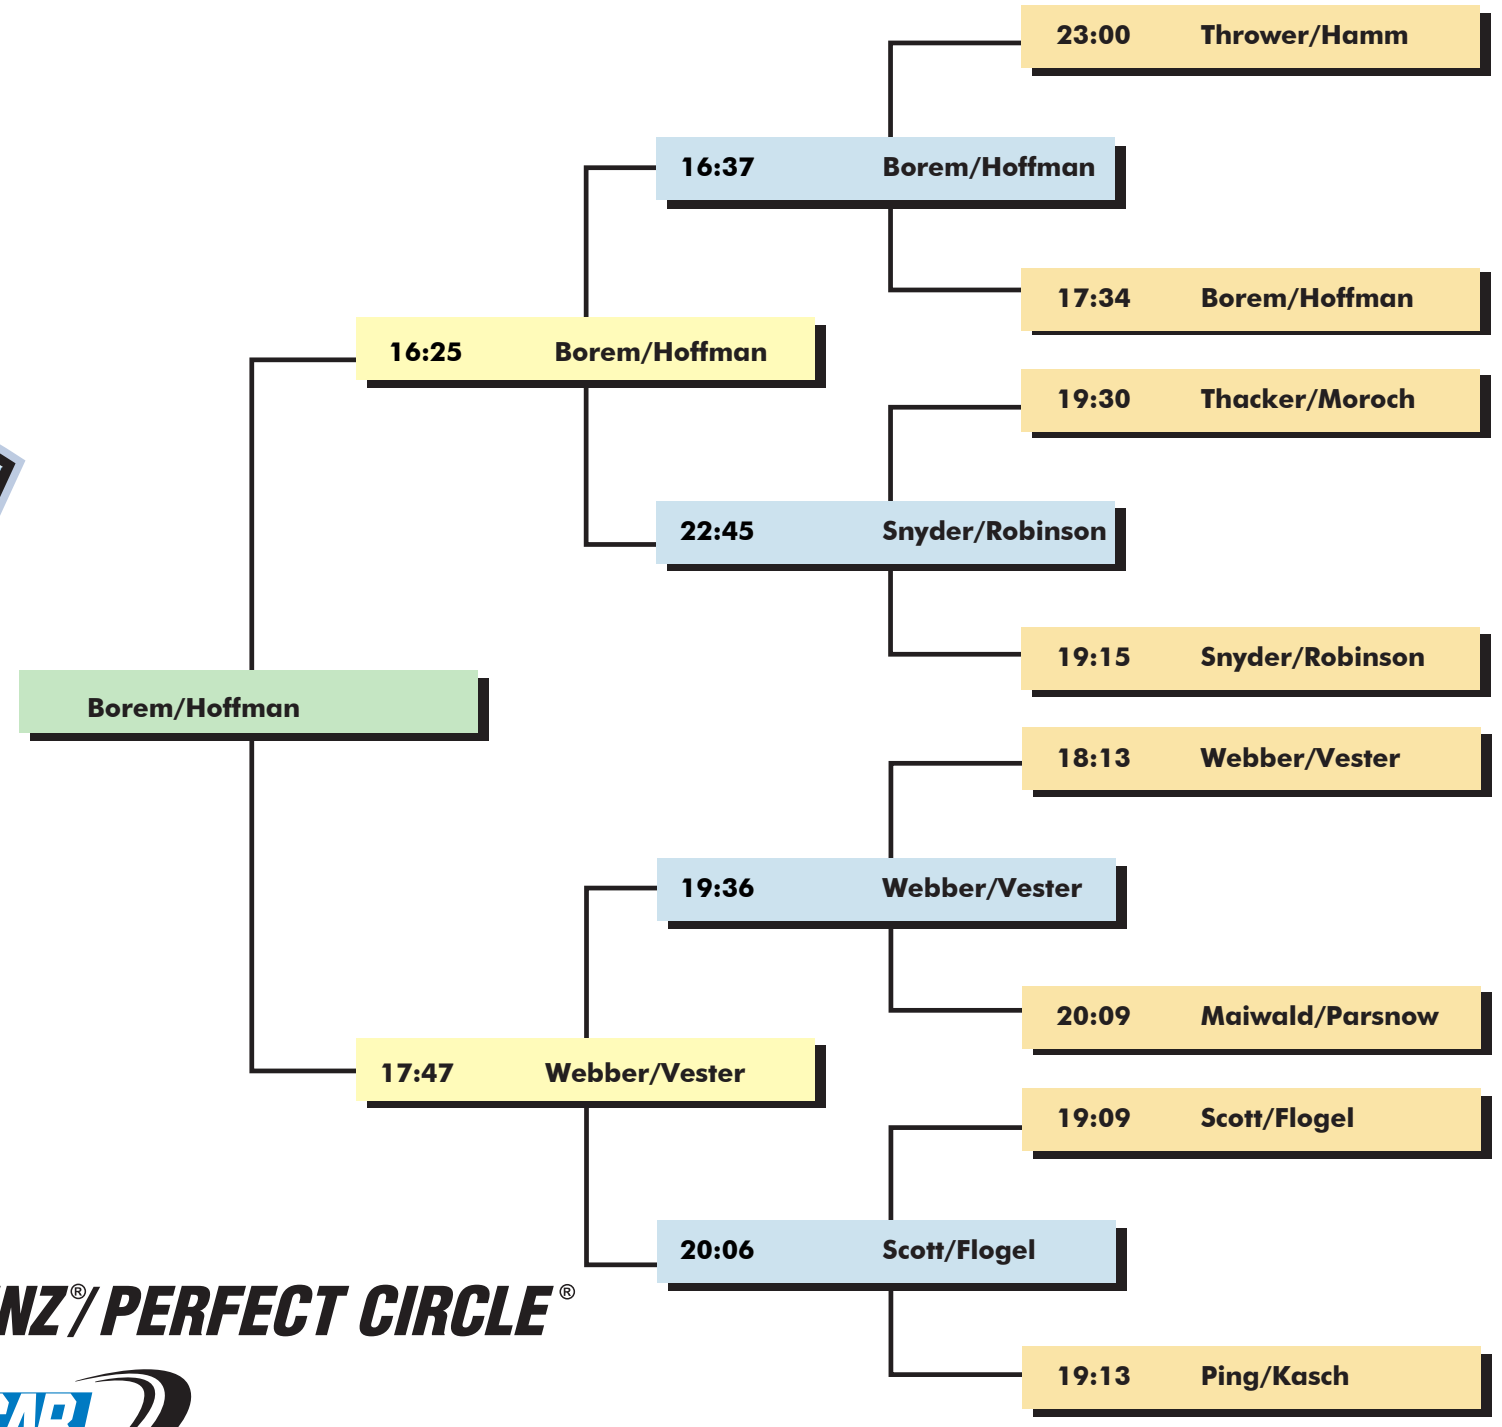 23:00 Thrower/Hamm
16:37 Borem/Hoffman
17:34 Borem/Hoffman
16:25 Borem/Hoffman
19:30 Thacker/Moroch
22:45 Snyder/Robinson
19:15 Snyder/Robinson
Borem/Hoffman
18:13 Webber/Vester
19:36 Webber/Vester
20:09 Maiwald/Parsnow
17:47 Webber/Vester
19:09 Scott/Flogel
20:06 Scott/Flogel
NZ®/PERFECT CIRCLE®
19:13 Ping/Kasch